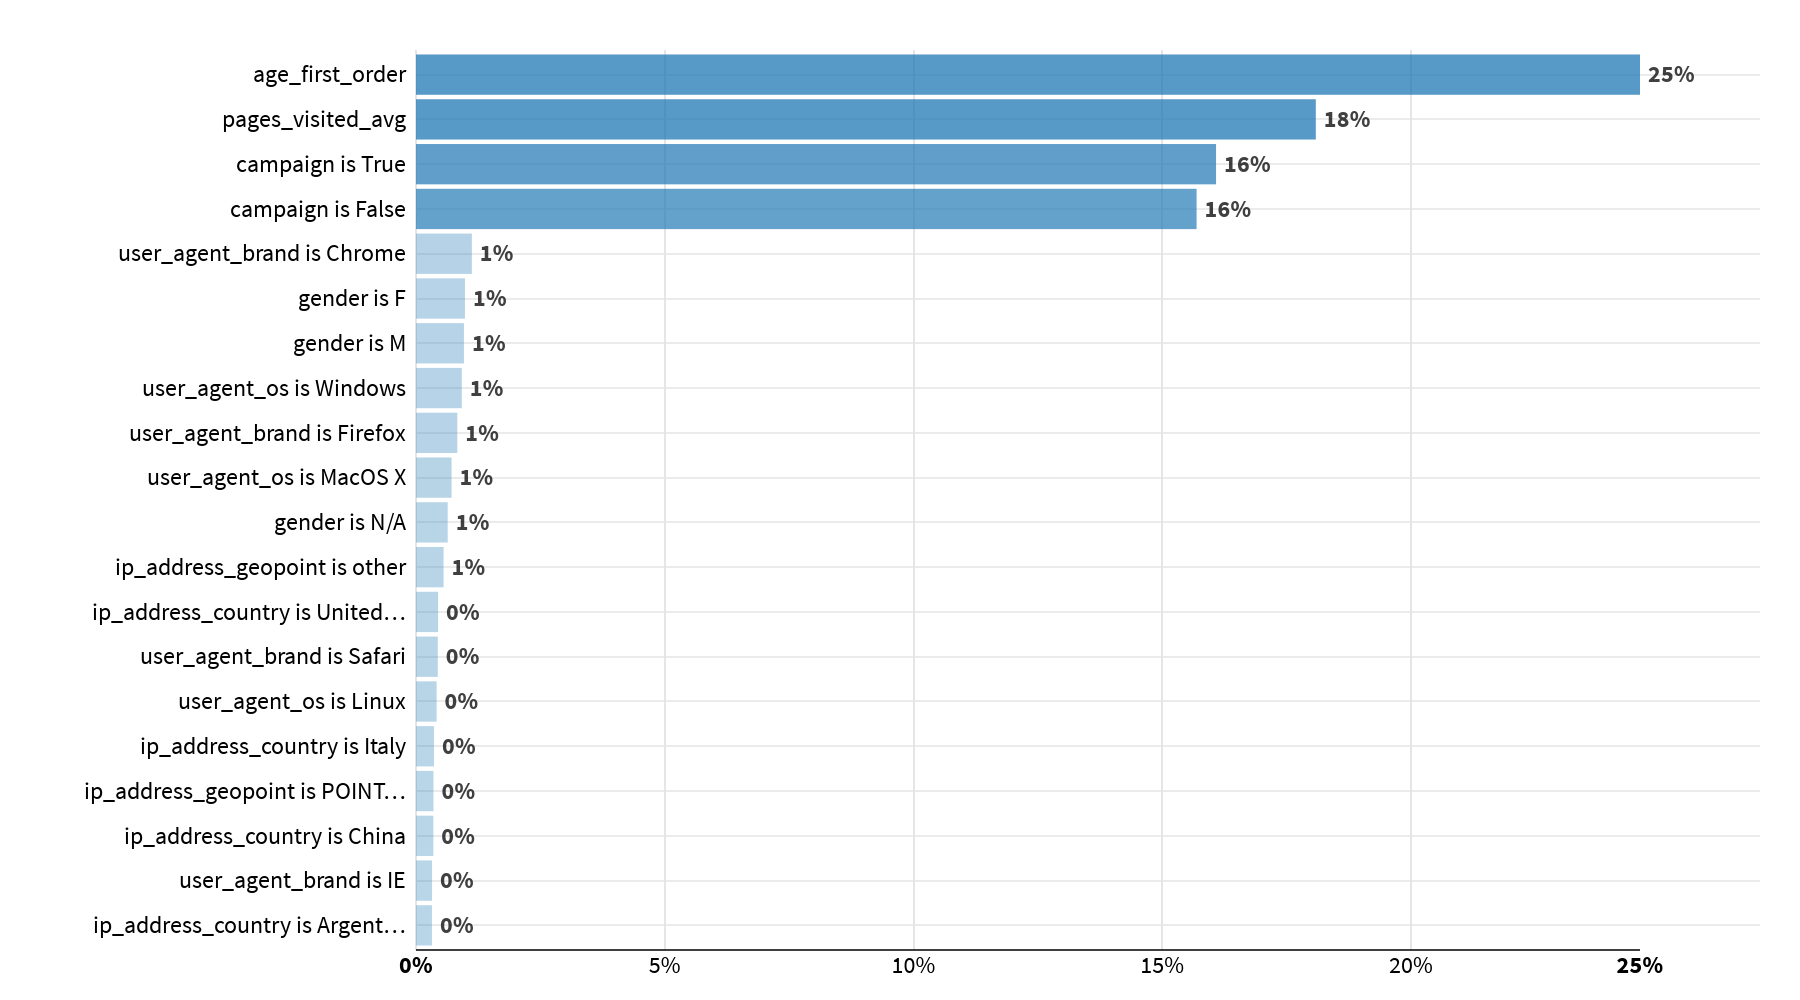 age_first_order 25%
pages_visited_avg 18%
campaign is True 16%
campaign is False 16%
user_agent_brand is Chrome 1%
gender is F 1%
gender is M 1%
user_agent_os is Windows 1%
user_agent_brand is Firefox 1%
user_agent_os is MacOS X 1%
gender is N/A 1%
ip_address_geopoint is other 1%
ip_address_country is United… 0%
user_agent_brand is Safari 0%
user_agent_os is Linux 0%
ip_address_country is Italy 0%
ip_address_geopoint is POINT… 0%
ip_address_country is China 0%
user_agent_brand is IE 0%
ip_address_country is Argent… 0%
0% 5% 10% 15% 20% 25%